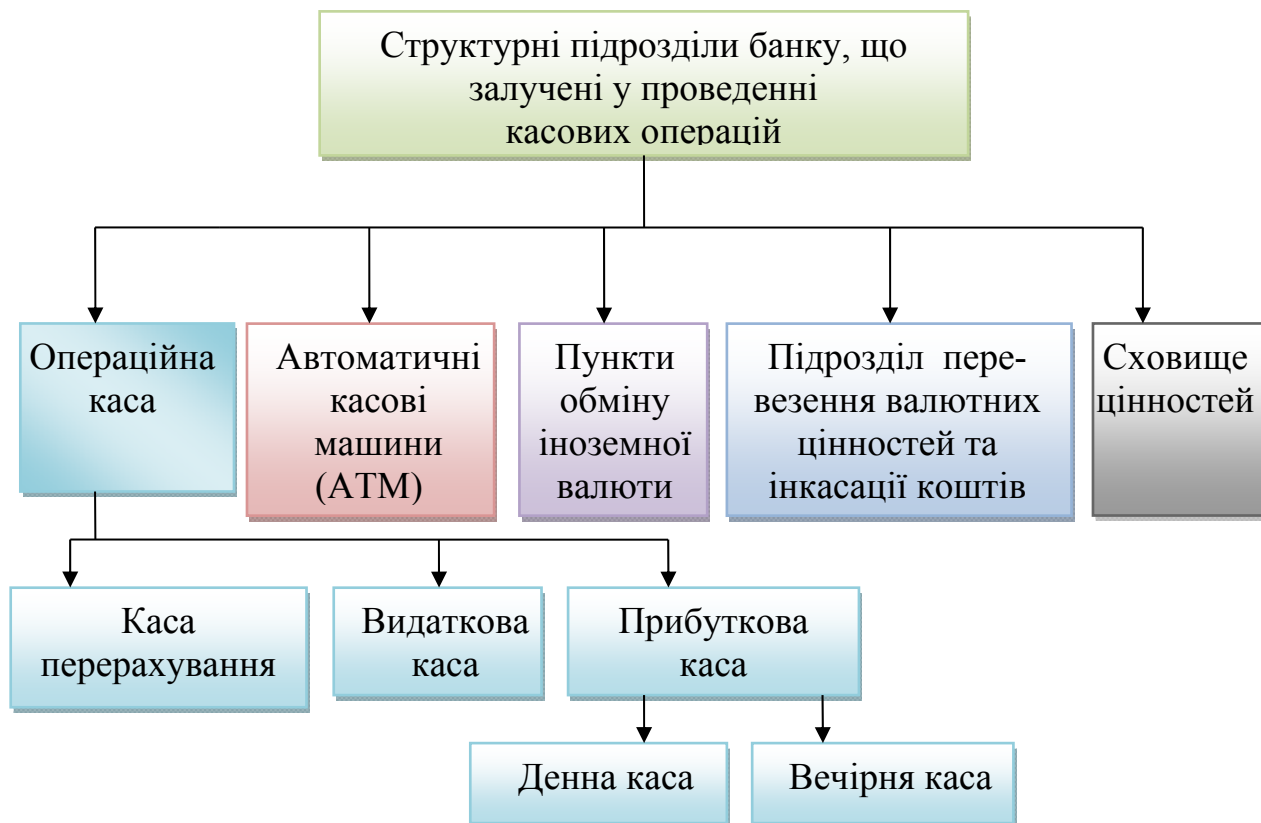 Структурні підрозділи банку, що
залучені у проведенні
касових операцій
Операційна
каса
Автоматичні
касові
машини
(АТМ)
Пункти
обміну
іноземної
валюти
Підрозділ пере-
везення валютних
цінностей та
інкасації коштів
Сховище
цінностей
Каса
перерахування
Видаткова
каса
Прибуткова
каса
Денна каса
Вечірня каса